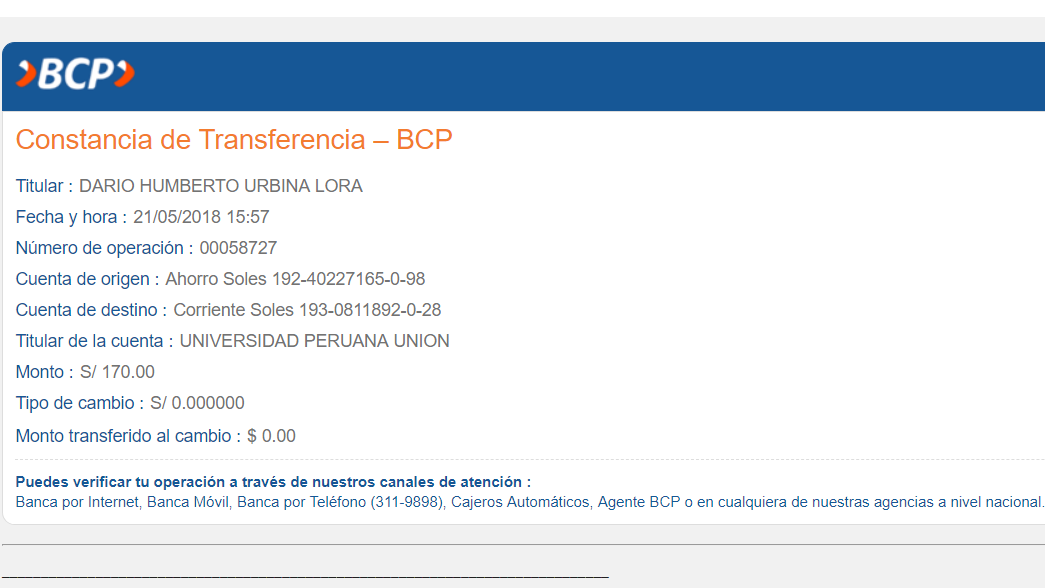 BCP
Constancia de Transferencia – BCP
Titular : DARIO HUMBERTO URBINA LORA
Fecha y hora : 21/05/2018 15:57
Número de operación : 00058727
Cuenta de origen : Ahorro Soles 192-40227165-0-98
Cuenta de destino : Corriente Soles 193-0811892-0-28
Titular de la cuenta : UNIVERSIDAD PERUANA UNION
Monto : S/ 170.00
Tipo de cambio : S/ 0.000000
Monto transferido al cambio : $ 0.00
Puedes verificar tu operación a través de nuestros canales de atención :
Banca por Internet, Banca Móvil, Banca por Teléfono (311-9898), Cajeros Automáticos, Agente BCP o en cualquiera de nuestras agencias a nivel nacional.